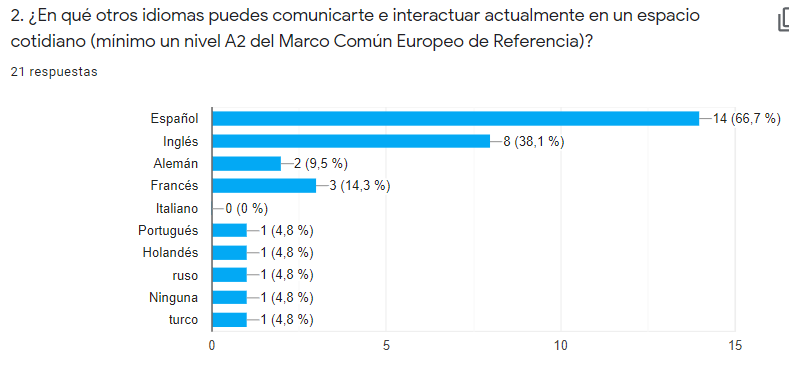 2. ¿En qué otros idiomas puedes comunicarte e interactuar actualmente en un espacio
cotidiano (mínimo un nivel A2 del Marco Común Europeo de Referencia)?
21 respuestas
Español 14 (66,7 %)
Inglés 8 (38,1 %)
Alemán 2 (9,5 %)
Francés 3 (14,3 %)
Italiano 0 (0 %)
Portugués 1 (4,8 %)
Holandés 1 (4,8 %)
ruso 1 (4,8 %)
Ninguna 1 (4,8 %)
turco 1 (4,8 %)
0 5 10 15